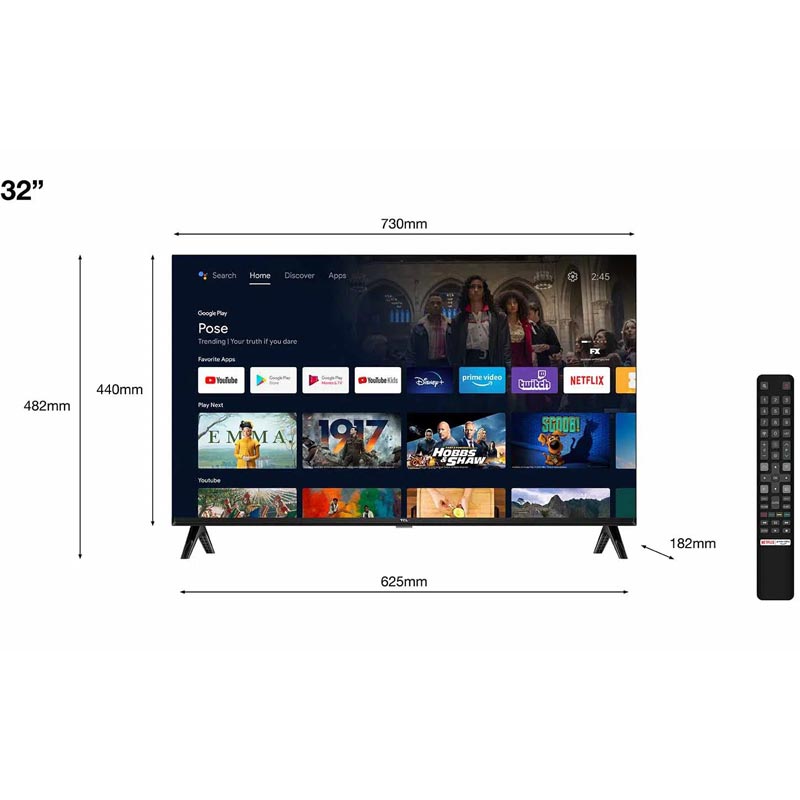 32”
730mm
Search Home Discover Apps
2:45
Google Play
Pose
Trending | Your truth if you dare
FX
Favorite Apps
YouTube
Google Play
Store
Google Play
Movies & TV
YouTube Kids
Disney+
prime video
twitch
NETFLIX
Play Next
EMMA.
1917
HOBBS
& SHAW
SCOOB!
Youtube
TCL
440mm
482mm
182mm
625mm
NETFLIX